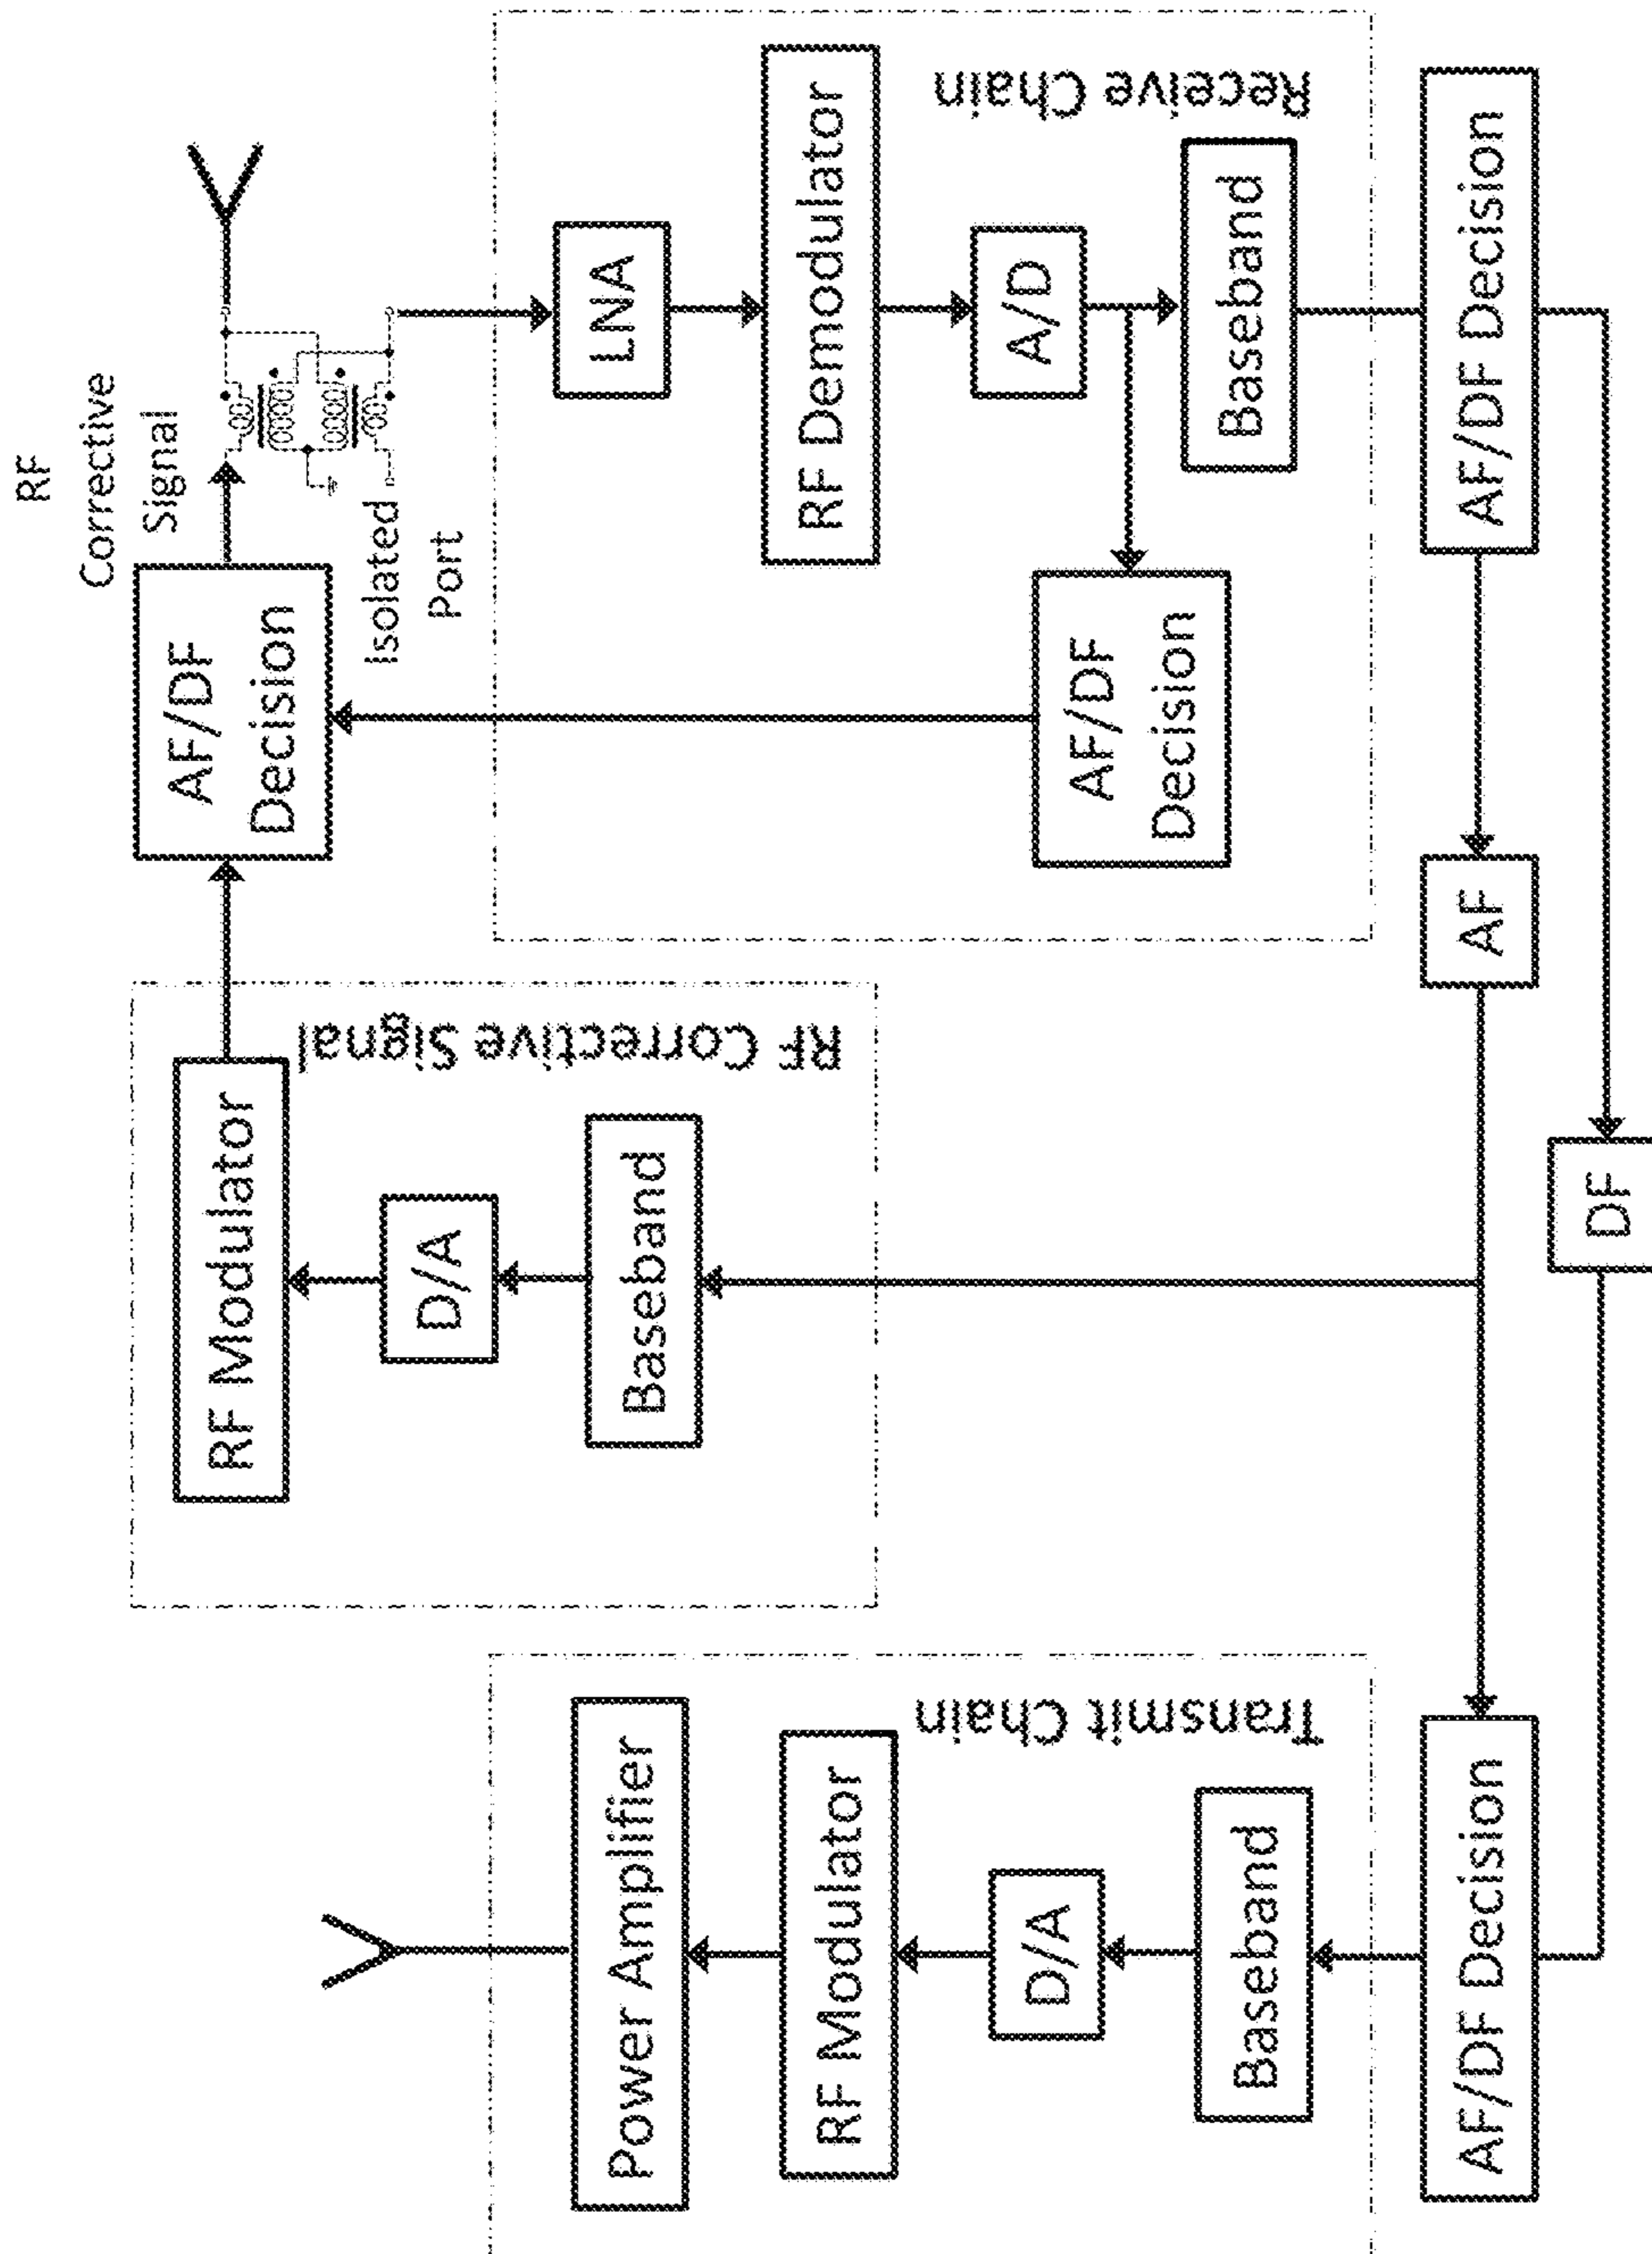 RF
Corrective
Signal
AF/DF
Decision
Isolated
Port
LNA
RF Demodulator
A/D
Baseband
Receive Chain
AF/DF
Decision
AF/DF Decision
AF
DF
RF Modulator
D/A
Baseband
RF Corrective Signal
Power Amplifier
RF Modulator
D/A
Baseband
Transmit Chain
AF/DF Decision